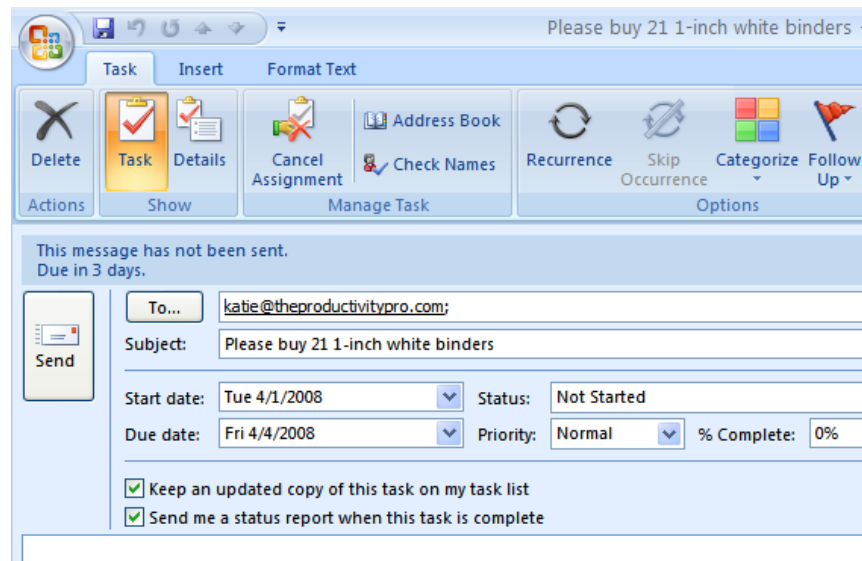 Please buy 21 1-inch white binders -
Task Insert Format Text
Delete Task Details Cancel Assignment Address Book Check Names Recurrence Skip Occurrence Categorize Follow Up
Actions Show Manage Task Options
This message has not been sent.
Due in 3 days.
To... katie@theproductivitypro.com;
Subject: Please buy 21 1-inch white binders
Send
Start date: Tue 4/1/2008 Status: Not Started
Due date: Fri 4/4/2008 Priority: Normal % Complete: 0%
Keep an updated copy of this task on my task list
Send me a status report when this task is complete